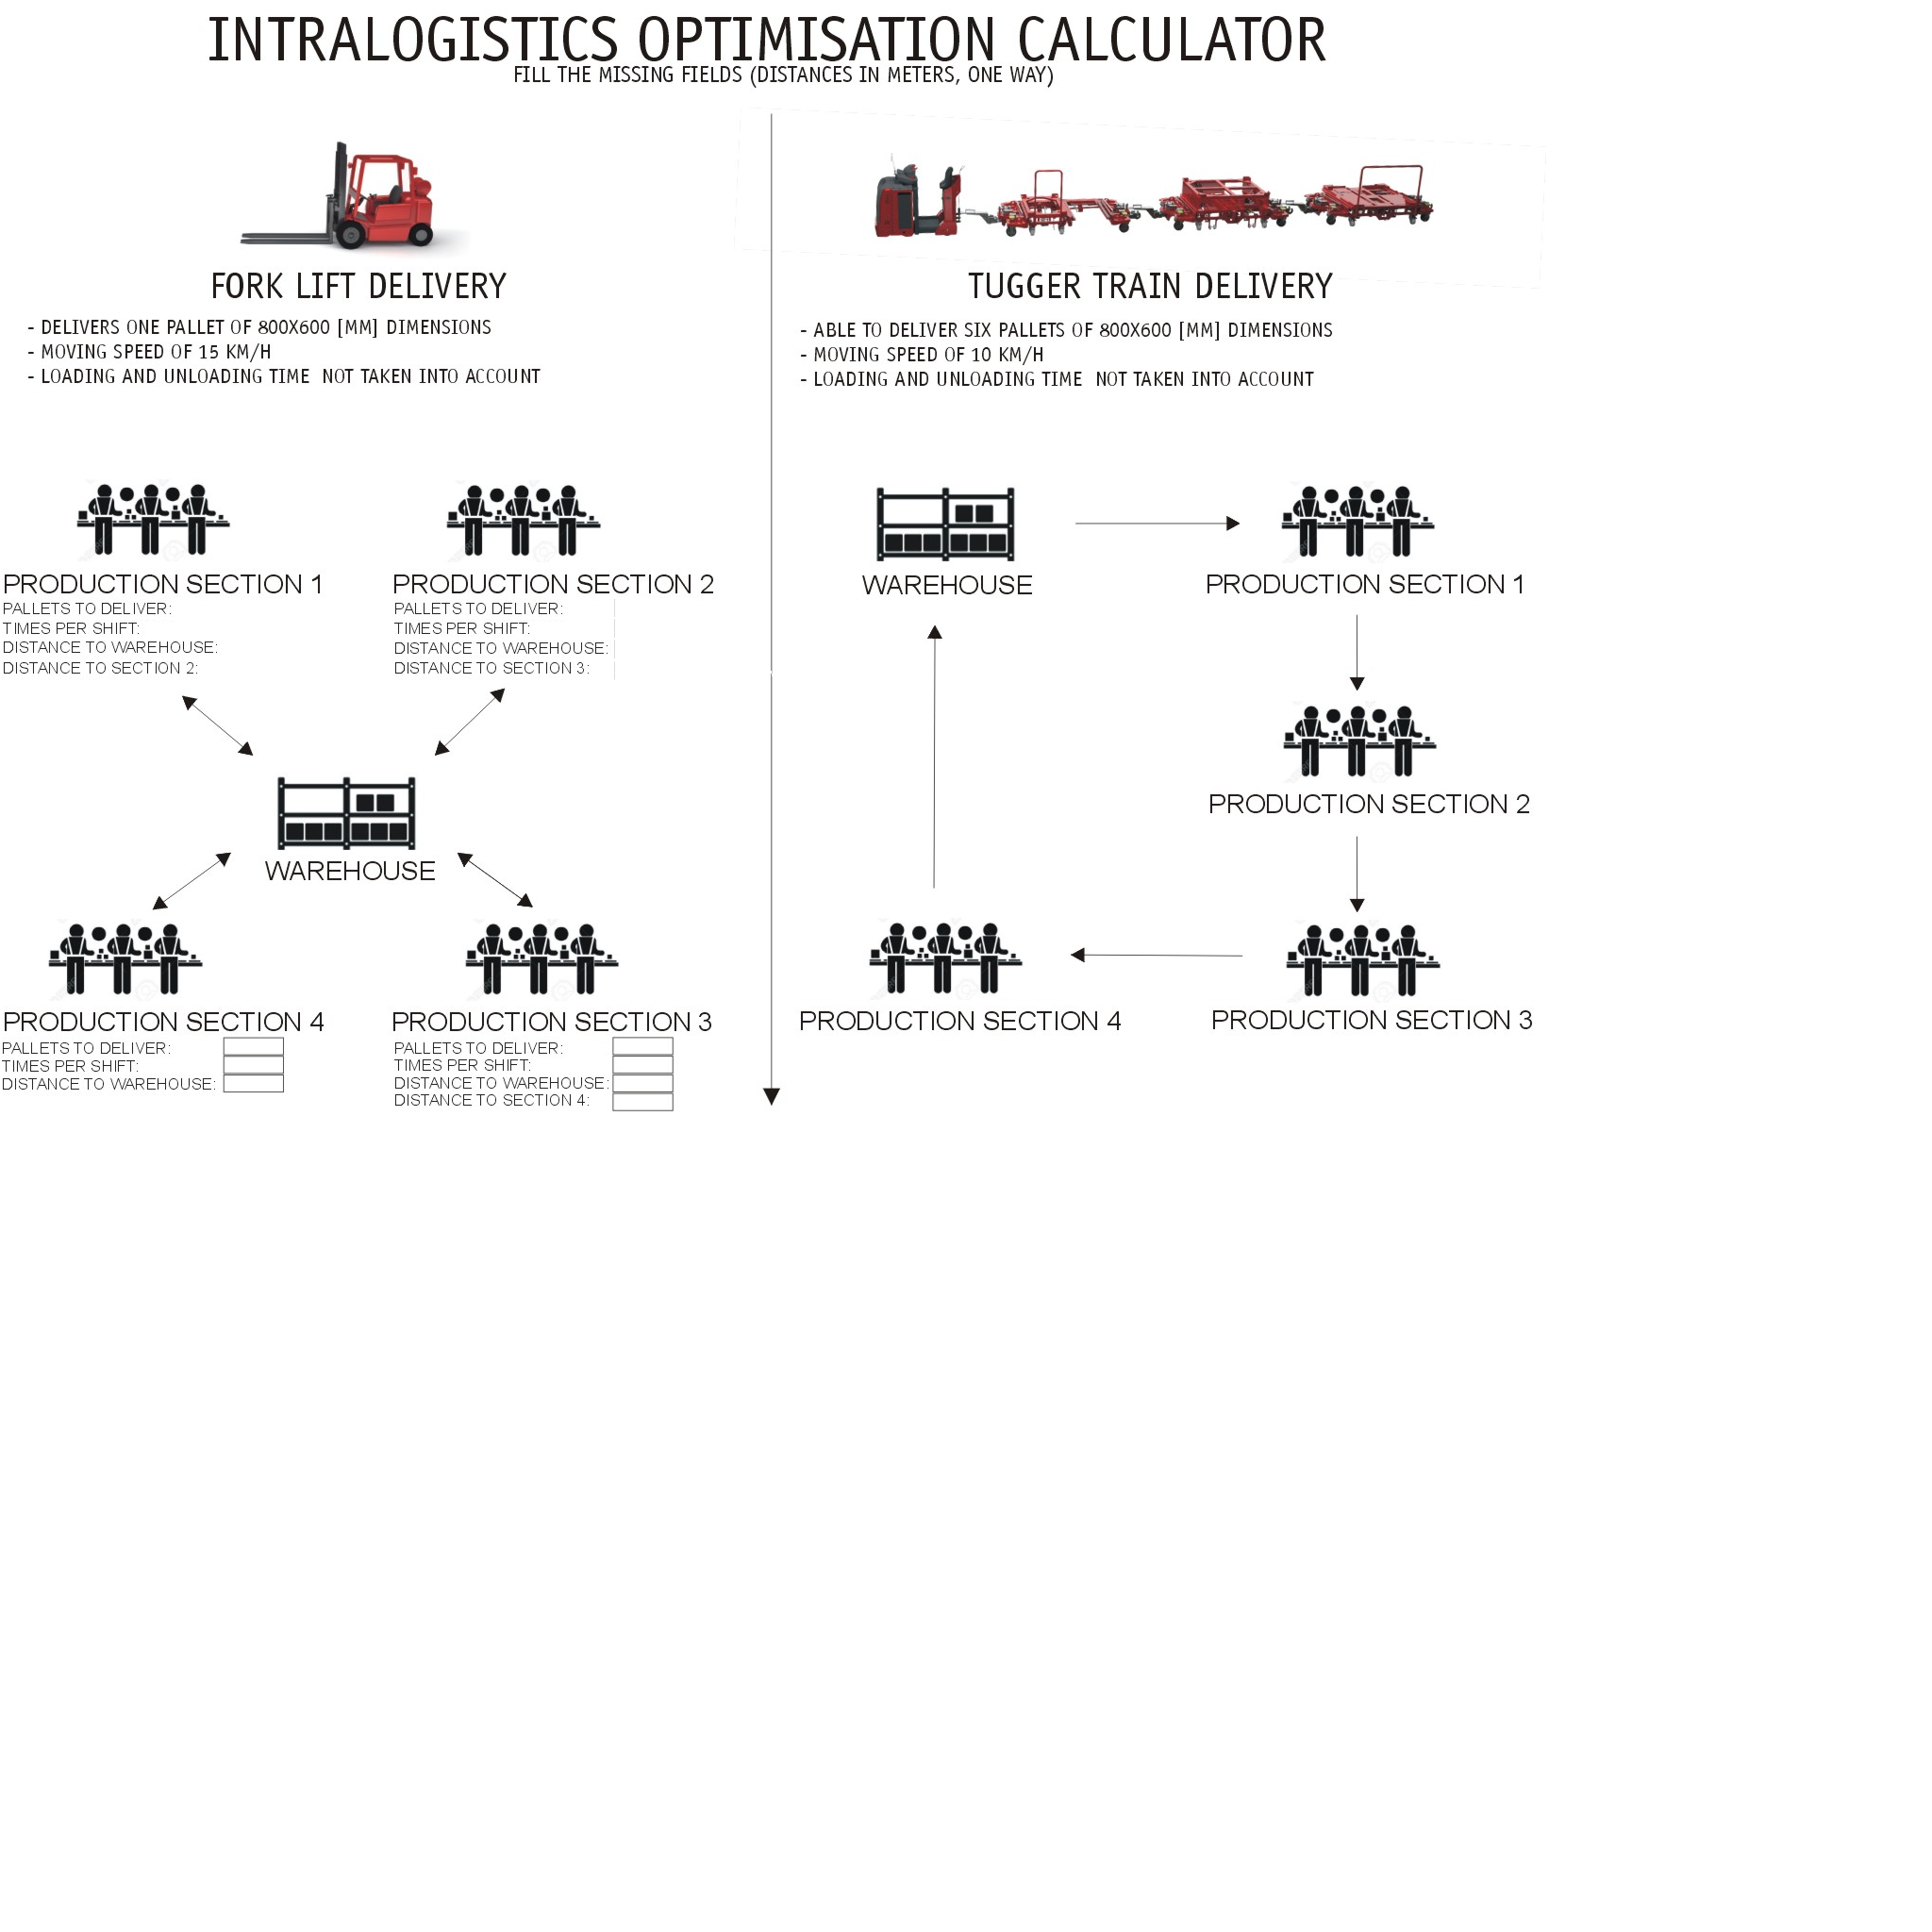 INTRALOGISTICS OPTIMISATION CALCULATOR
FILL THE MISSING FIELDS (DISTANCES IN METERS, ONE WAY)
FORK LIFT DELIVERY
- DELIVERS ONE PALLET OF 800X600 [MM] DIMENSIONS
- MOVING SPEED OF 15 KM/H
- LOADING AND UNLOADING TIME NOT TAKEN INTO ACCOUNT
PRODUCTION SECTION 1
PALLETS TO DELIVER:
TIMES PER SHIFT:
DISTANCE TO WAREHOUSE:
DISTANCE TO SECTION 2:
PRODUCTION SECTION 2
PALLETS TO DELIVER:
TIMES PER SHIFT:
DISTANCE TO WAREHOUSE:
DISTANCE TO SECTION 3:
WAREHOUSE
PRODUCTION SECTION 4
PALLETS TO DELIVER:
TIMES PER SHIFT:
DISTANCE TO WAREHOUSE:
PRODUCTION SECTION 3
PALLETS TO DELIVER:
TIMES PER SHIFT:
DISTANCE TO WAREHOUSE:
DISTANCE TO SECTION 4:
TUGGER TRAIN DELIVERY
- ABLE TO DELIVER SIX PALLETS OF 800X600 [MM] DIMENSIONS
- MOVING SPEED OF 10 KM/H
- LOADING AND UNLOADING TIME NOT TAKEN INTO ACCOUNT
WAREHOUSE
PRODUCTION SECTION 1
PRODUCTION SECTION 2
PRODUCTION SECTION 4
PRODUCTION SECTION 3